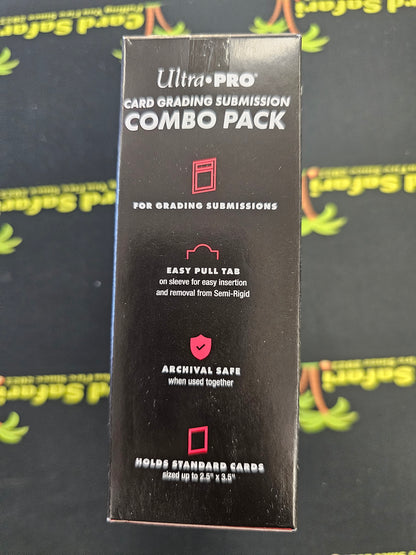 Ultra•PRO®
CARD GRADING SUBMISSION
COMBO PACK
FOR GRADING SUBMISSIONS
EASY PULL TAB
on sleeve for easy insertion
and removal from Semi-Rigid
ARCHIVAL SAFE
when used together
HOLDS STANDARD CARDS
sized up to 2.5" x 3.5"
Card Safari
Card Safari
Card Safari
Card Safari